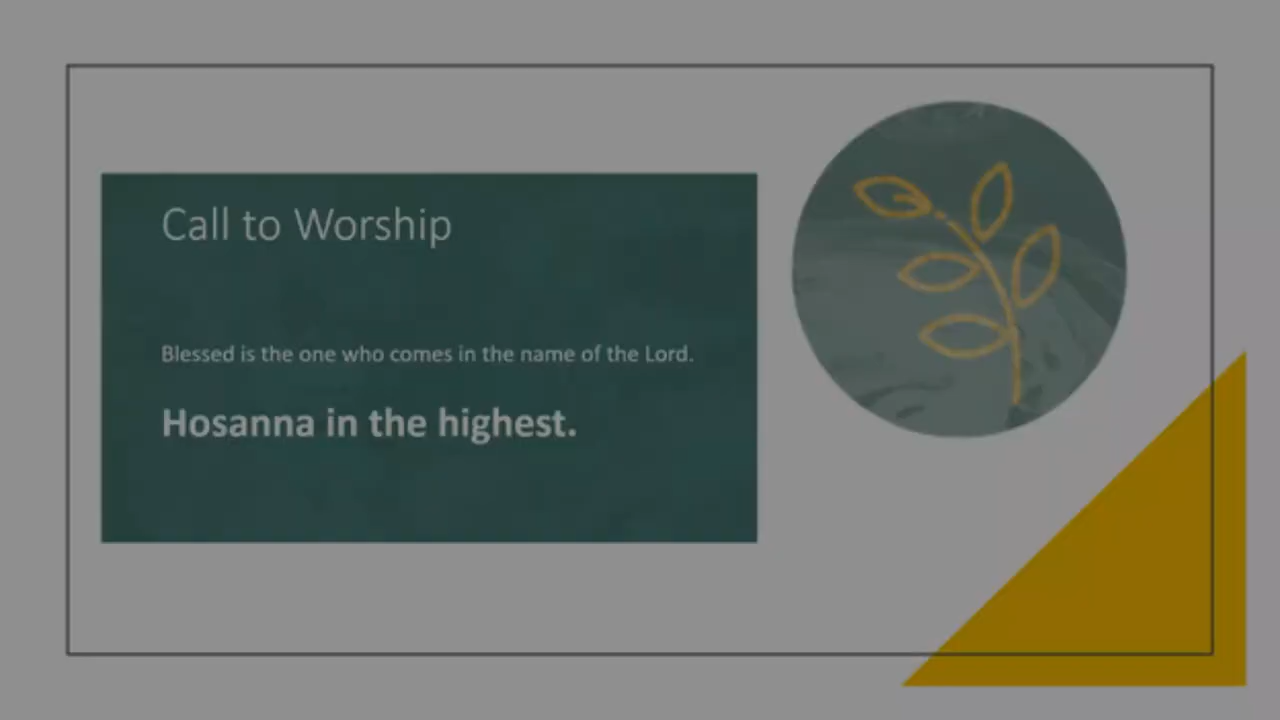 Call to Worship
Blessed is the one who comes in the name of the Lord.
Hosanna in the highest.